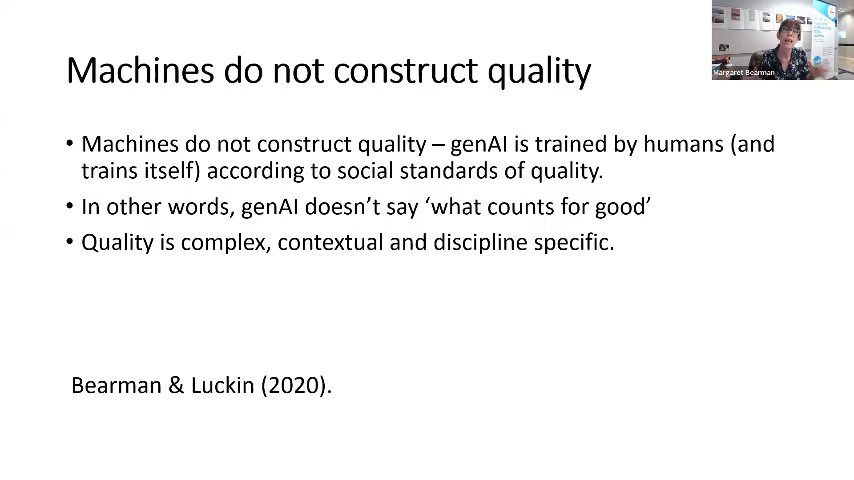 Machines do not construct quality
Margaret Bearman
• Machines do not construct quality – genAI is trained by humans (and
trains itself) according to social standards of quality.
• In other words, genAI doesn’t say ‘what counts for good’
• Quality is complex, contextual and discipline specific.
Bearman & Luckin (2020).